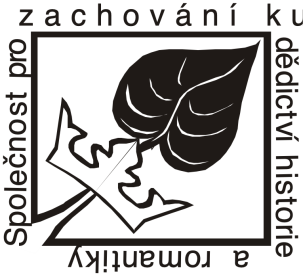 Společnost pro
zachování ku
dědictví historie
a romantiky